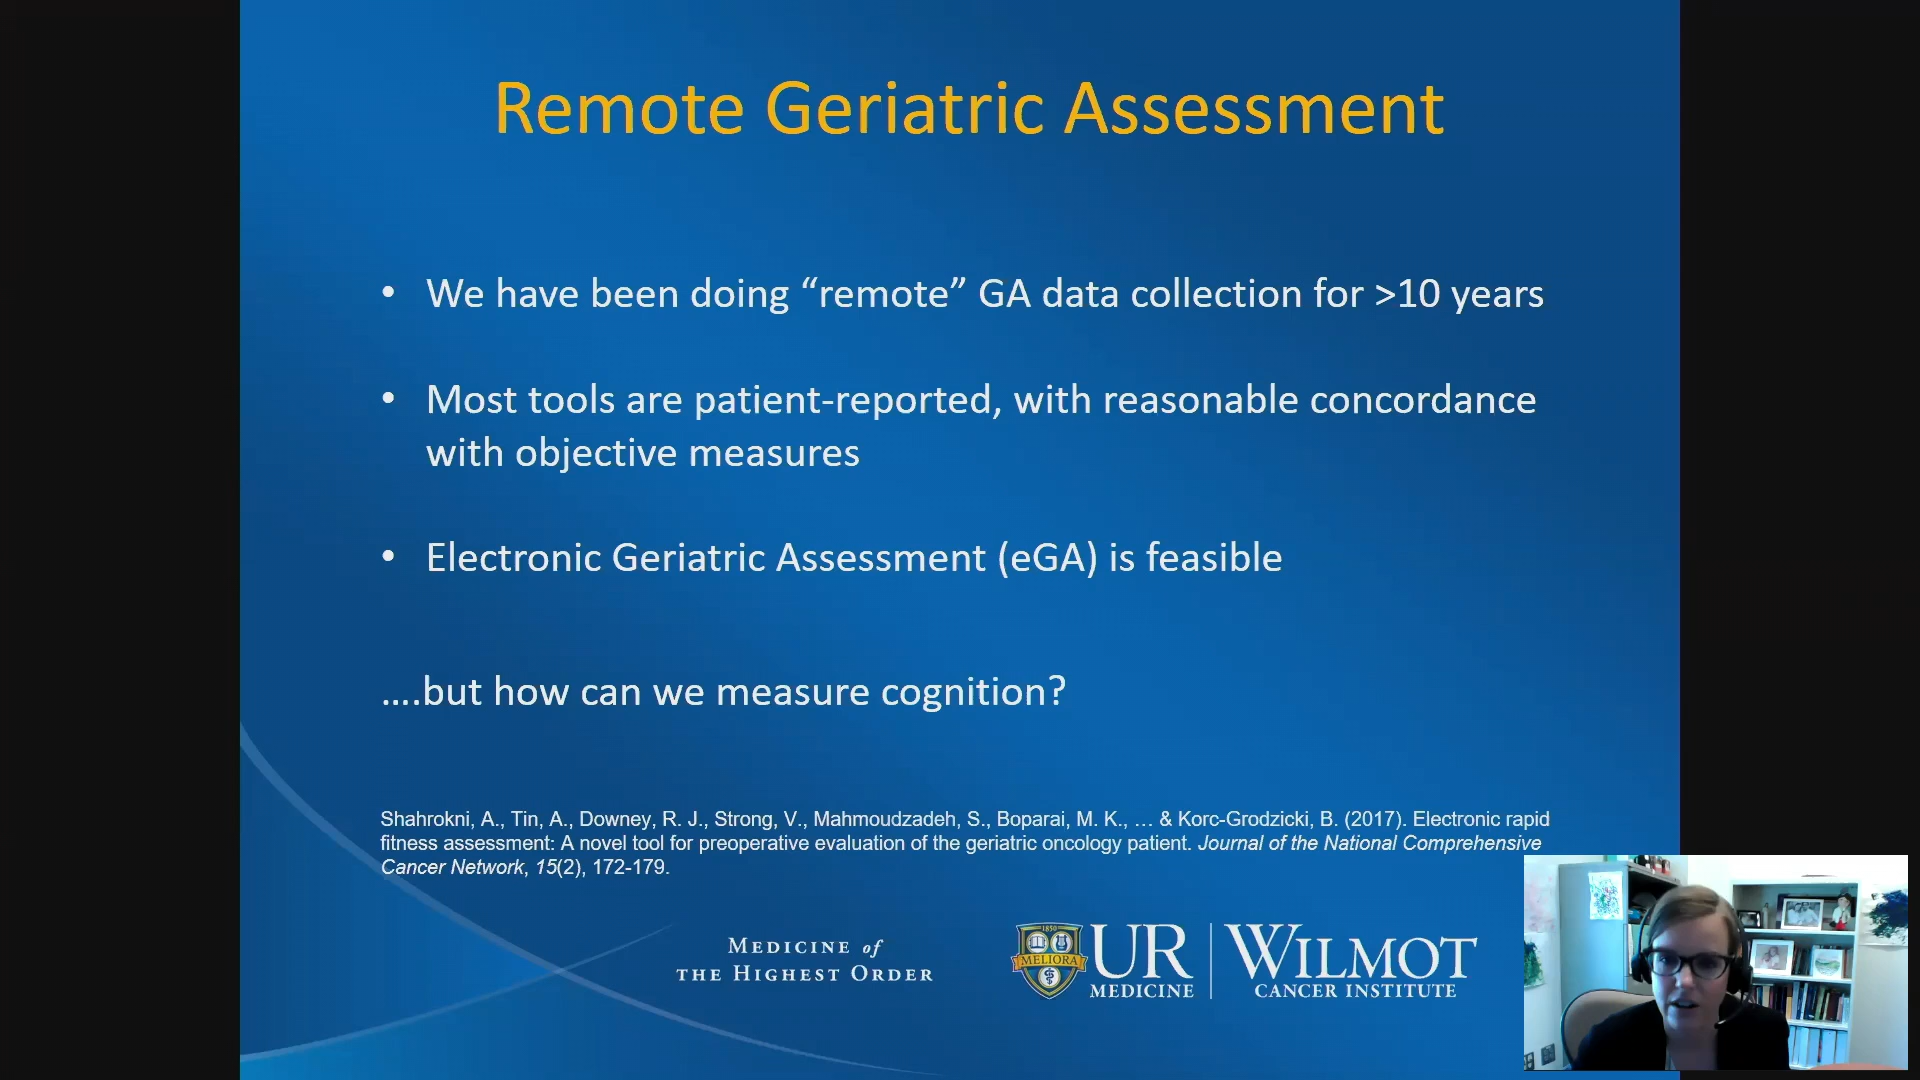 Remote Geriatric Assessment
• We have been doing “remote” GA data collection for >10 years
• Most tools are patient-reported, with reasonable concordance
with objective measures
• Electronic Geriatric Assessment (eGA) is feasible
….but how can we measure cognition?
Shahrokni, A., Tin, A., Downey, R. J., Strong, V., Mahmoudzadeh, S., Boparai, M. K., … & Korc-Grodzicki, B. (2017). Electronic rapid
fitness assessment: A novel tool for preoperative evaluation of the geriatric oncology patient. Journal of the National Comprehensive
Cancer Network, 15(2), 172-179.
MEDICINE of
THE HIGHEST ORDER
1850
MELIORA
UR
MEDICINE
WILMOT
CANCER INSTITUTE